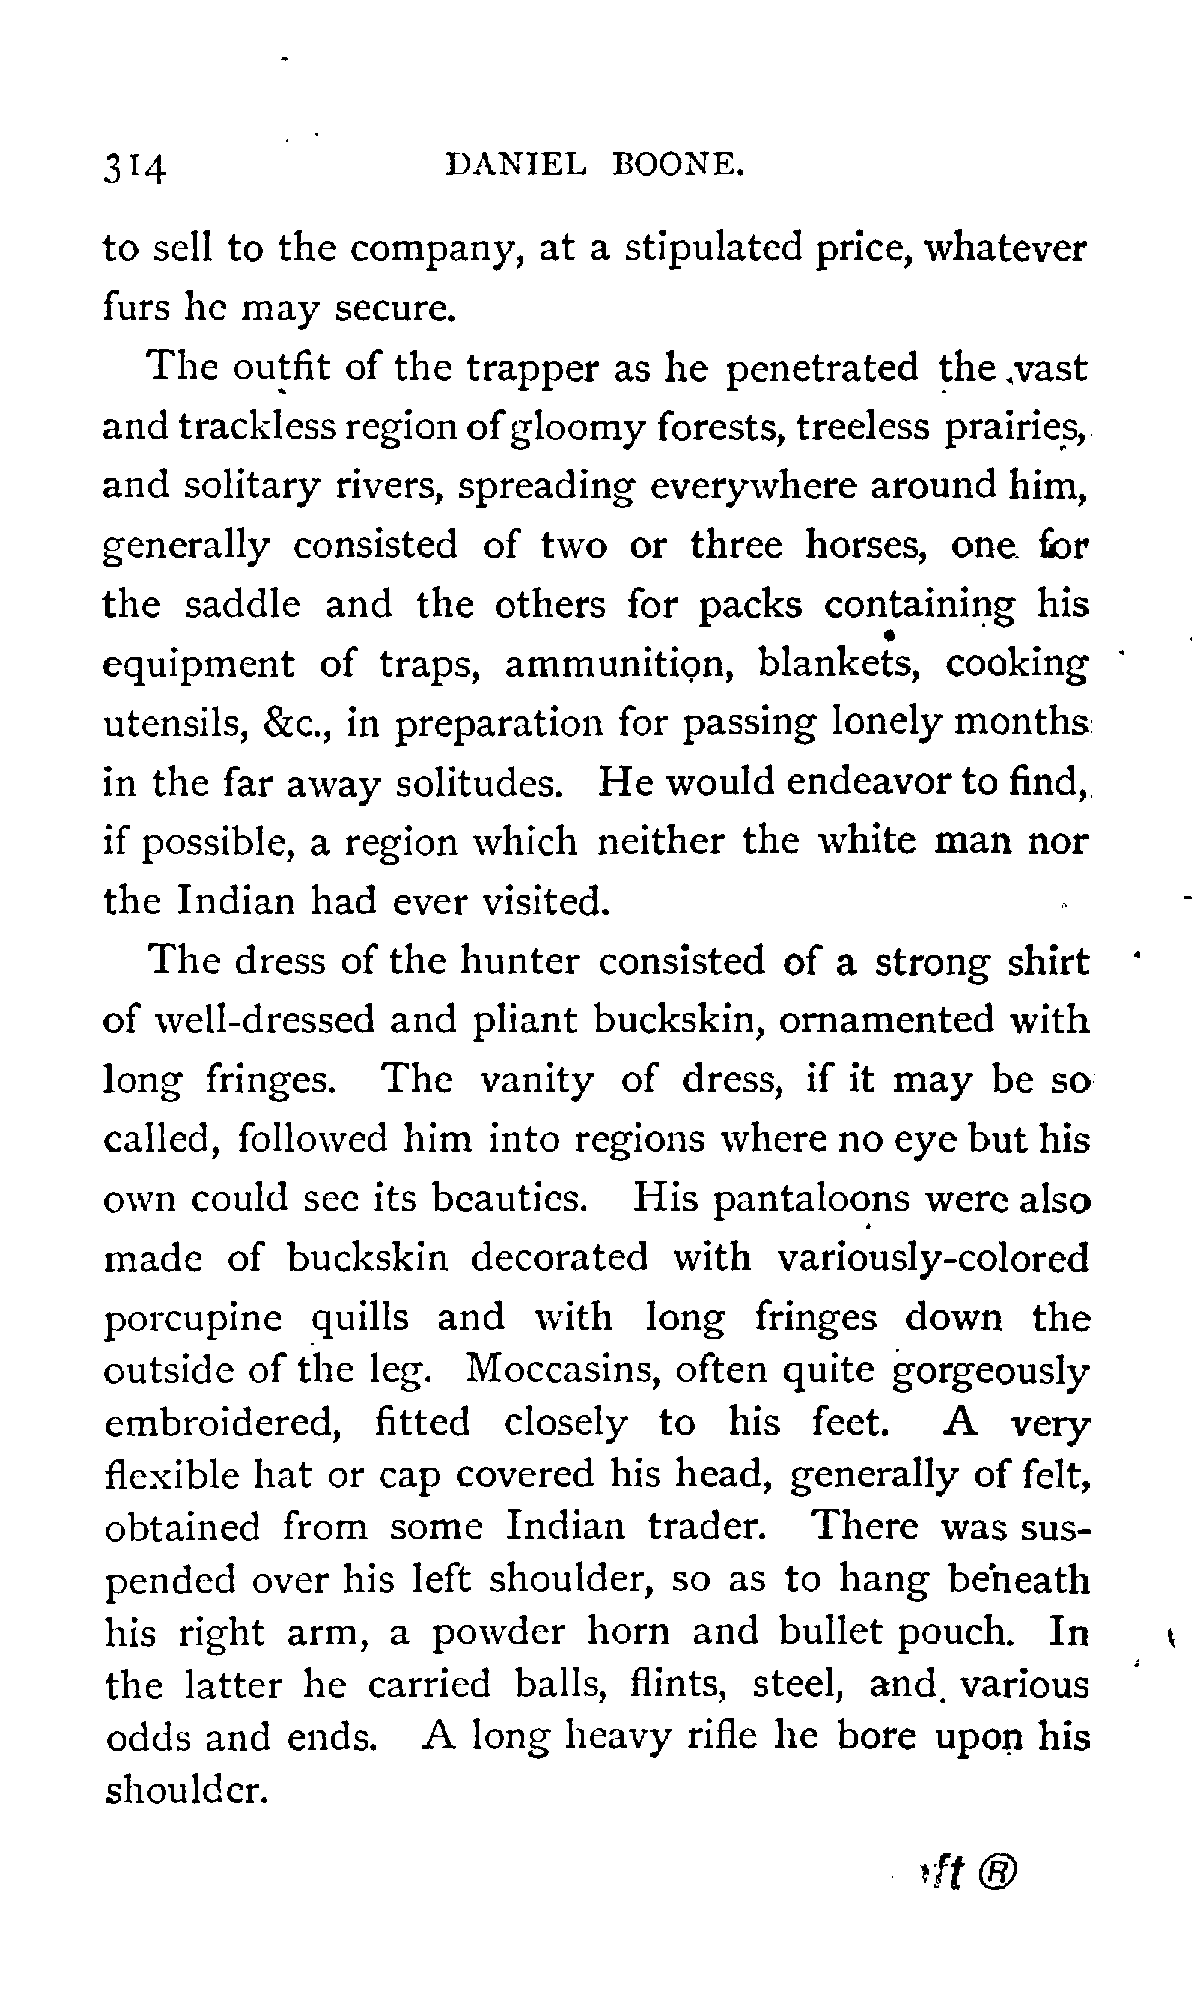 314 DANIEL BOONE.
to sell to the company, at a stipulated price, whatever
furs he may secure.
The outfit of the trapper as he penetrated the vast
and trackless region of gloomy forests, treeless prairies,
and solitary rivers, spreading everywhere around him,
generally consisted of two or three horses, one for
the saddle and the others for packs containing his
equipment of traps, ammunition, blankets, cooking
utensils, &c., in preparation for passing lonely months
in the far away solitudes. He would endeavor to find,
if possible, a region which neither the white man nor
the Indian had ever visited.
The dress of the hunter consisted of a strong shirt
of well-dressed and pliant buckskin, ornamented with
long fringes. The vanity of dress, if it may be so
called, followed him into regions where no eye but his
own could see its beauties. His pantaloons were also
made of buckskin decorated with variously-colored
porcupine quills and with long fringes down the
outside of the leg. Moccasins, often quite gorgeously
embroidered, fitted closely to his feet. A very
flexible hat or cap covered his head, generally of felt,
obtained from some Indian trader. There was sus-
pended over his left shoulder, so as to hang beneath
his right arm, a powder horn and bullet pouch. In
the latter he carried balls, flints, steel, and various
odds and ends. A long heavy rifle he bore upon his
shoulder.
ft ®